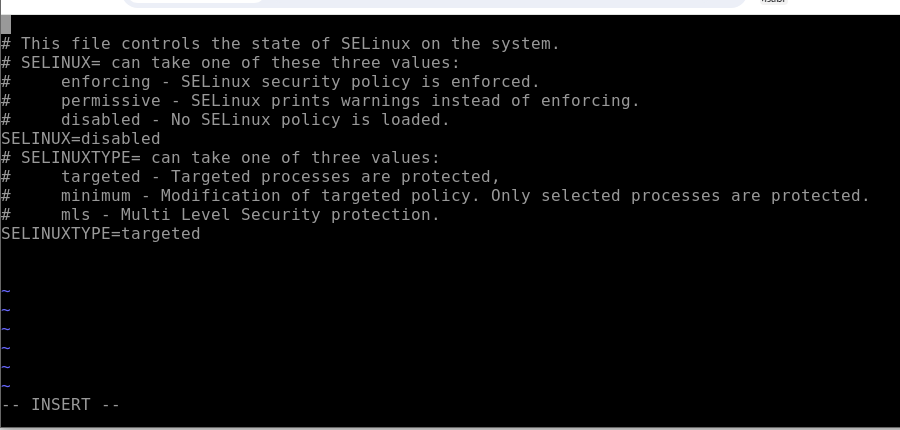 # This file controls the state of SELinux on the system.
# SELINUX= can take one of these three values:
#     enforcing - SELinux security policy is enforced.
#     permissive - SELinux prints warnings instead of enforcing.
#     disabled - No SELinux policy is loaded.
SELINUX=disabled
# SELINUXTYPE= can take one of three values:
#     targeted - Targeted processes are protected,
#     minimum - Modification of targeted policy. Only selected processes are protected.
#     mls - Multi Level Security protection.
SELINUXTYPE=targeted
~
~
~
~
~
~
-- INSERT --